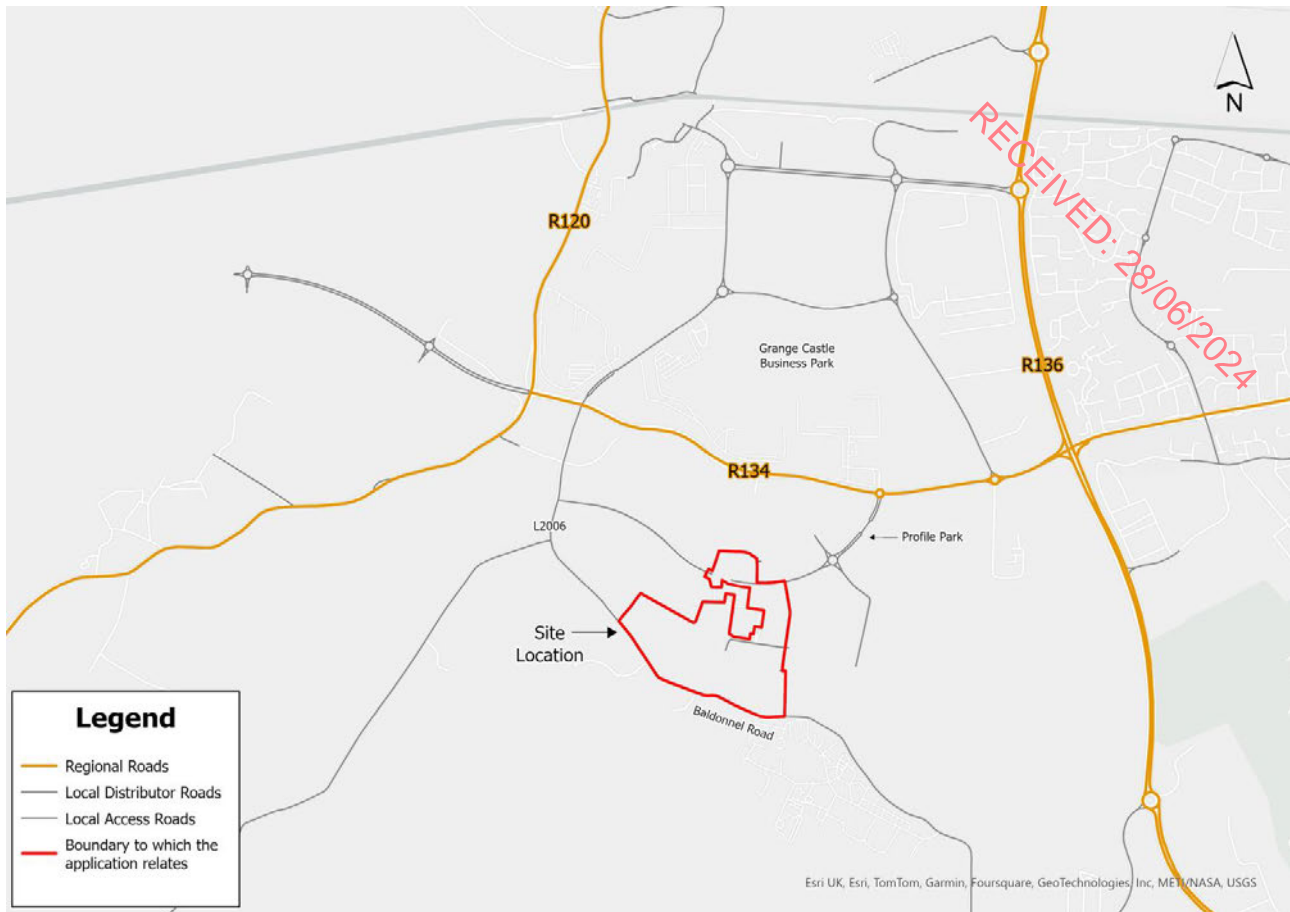 N
RECEIVED: 28/06/2024
R120
R136
Grange Castle
Business Park
R134
L2006
Profile Park
Site
Location
Baldonnel Road
Legend
Regional Roads
Local Distributor Roads
Local Access Roads
Boundary to which the
application relates
Esri UK, Esri, TomTom, Garmin, Foursquare, GeoTechnologies, Inc, METI/NASA, USGS